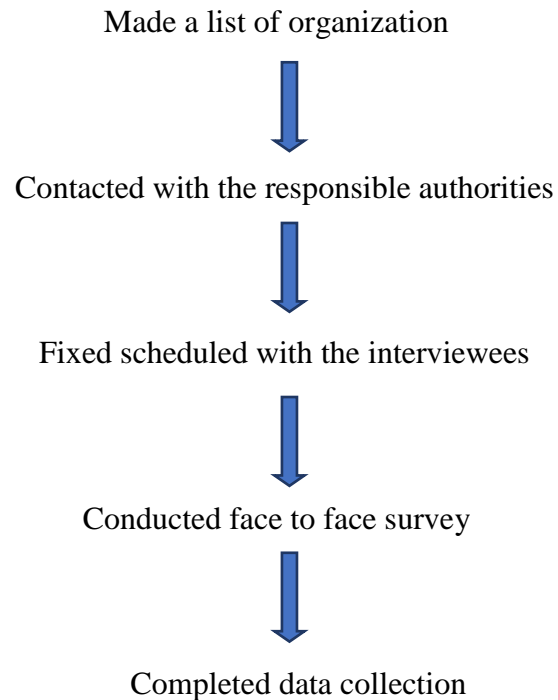 Made a list of organization
Contacted with the responsible authorities
Fixed scheduled with the interviewees
Conducted face to face survey
Completed data collection